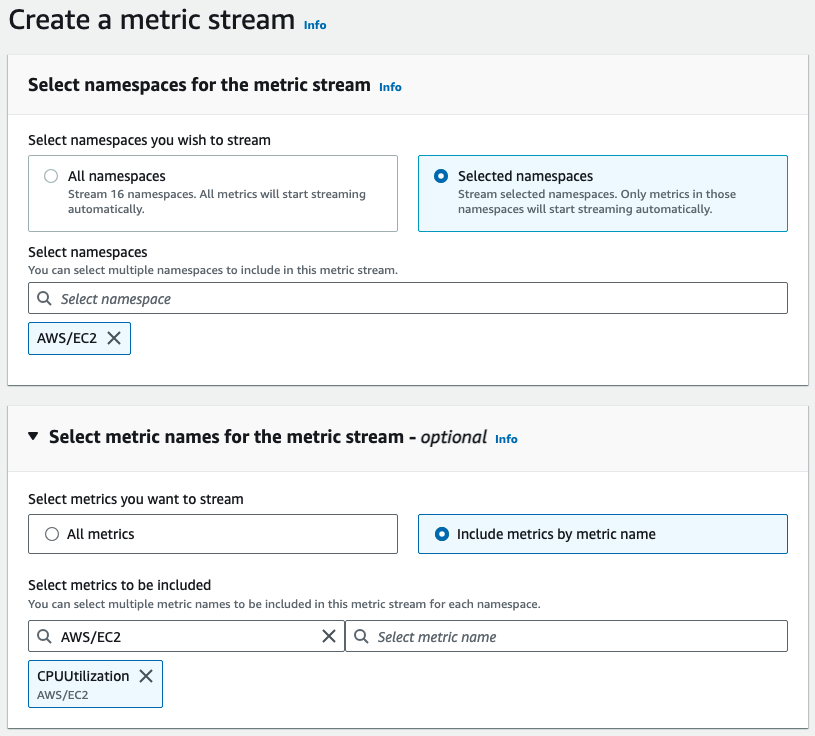 Create a metric stream Info
Select namespaces for the metric stream Info
Select namespaces you wish to stream
All namespaces
Stream 16 namespaces. All metrics will start streaming
automatically.
Selected namespaces
Stream selected namespaces. Only metrics in those
namespaces will start streaming automatically.
Select namespaces
You can select multiple namespaces to include in this metric stream.
Select namespace
AWS/EC2
Select metric names for the metric stream - optional Info
Select metrics you want to stream
All metrics
Include metrics by metric name
Select metrics to be included
You can select multiple metric names to be included in this metric stream for each namespace.
AWS/EC2
Select metric name
CPUUtilization
AWS/EC2